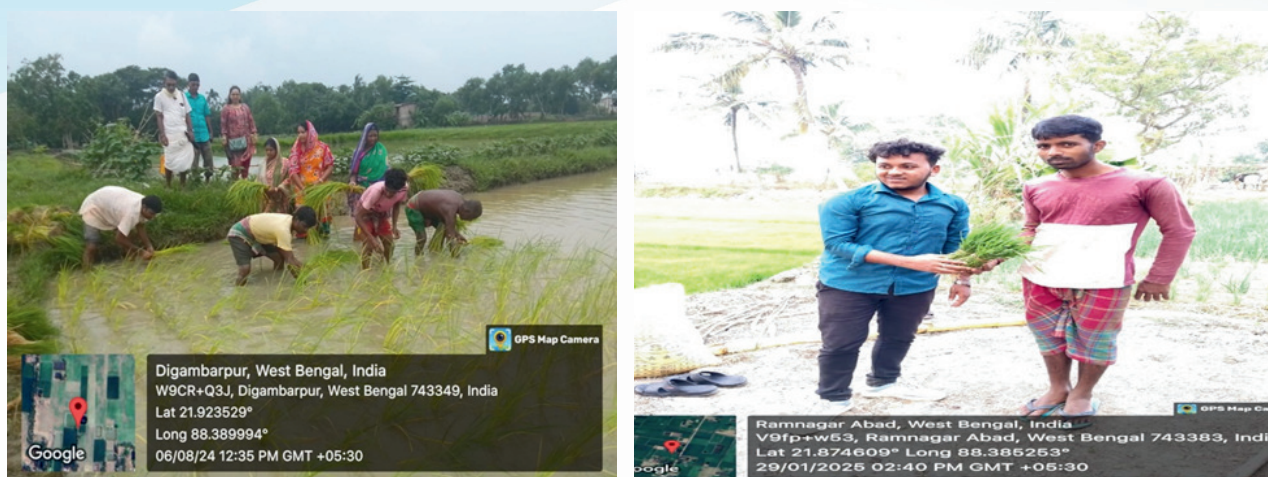 GPS Map Camera
Digambarpur, West Bengal, India
W9CR+Q3J, Digambarpur, West Bengal 743349, India
Lat 21.923529°
Long 88.389994°
06/08/24 12:35 PM GMT +05:30
Google
GPS Map Ca
Ramnagar Abad, West Bengal, India
V9fp+w53, Ramnagar Abad, West Bengal 743383, Indi
Lat 21.874609° Long 88.385253°
29/01/2025 02:40 PM GMT +05:30
oogle